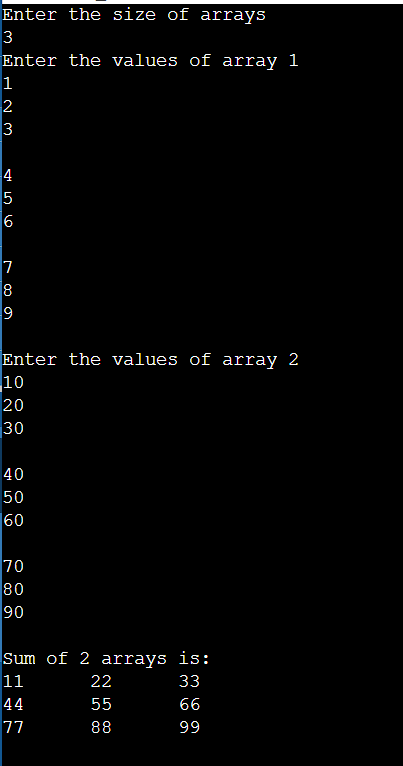 Enter the size of arrays
3
Enter the values of array 1
1
2
3
4
5
6
7
8
9
Enter the values of array 2
10
20
30
40
50
60
70
80
90
Sum of 2 arrays is:
11 22 33
44 55 66
77 88 99